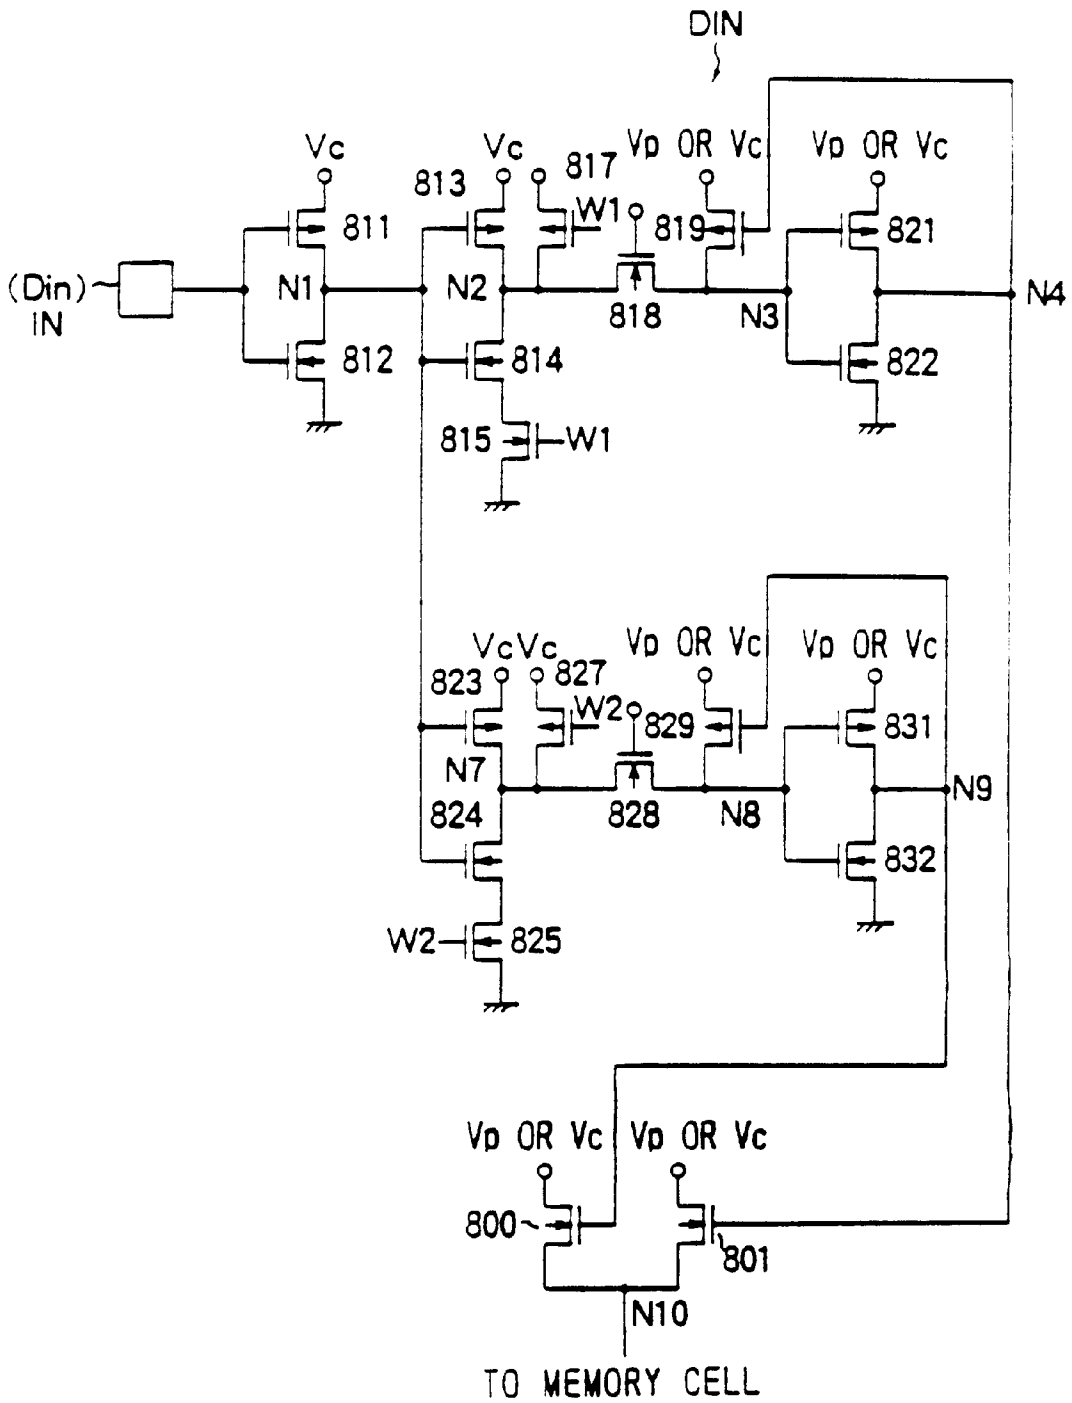 DIN
Vc
Vc
817
Vp OR Vc
Vp OR Vc
813
W1
811
819
821
(Din)
IN
N1
N2
818
N3
N4
812
814
822
815
W1
Vc
Vc
827
Vp OR Vc
Vp OR Vc
823
W2
829
831
N7
828
N8
N9
824
832
W2
825
Vp OR Vc
Vp OR Vc
800
801
N10
TO MEMORY CELL